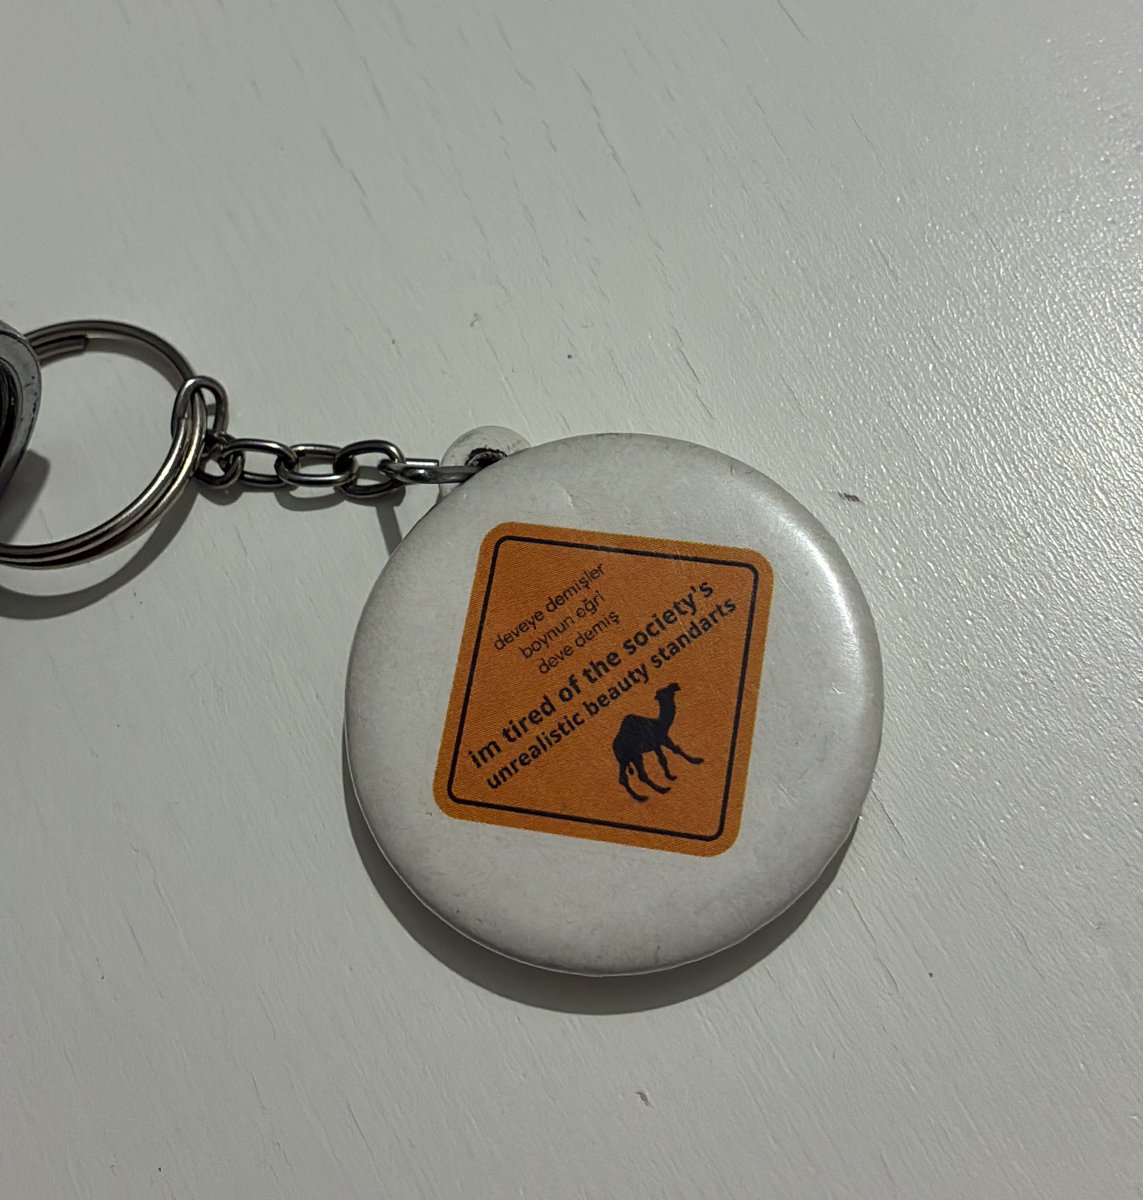 deveye demişler
boynun eğri
deve demiş
im tired of the society's
unrealistic beauty standarts